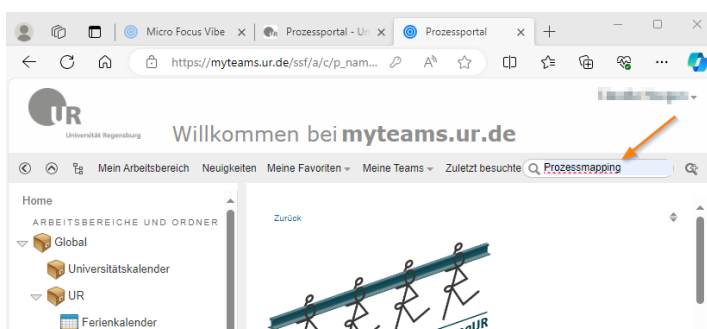 Micro Focus Vibe
Prozessportal - Un
Prozessportal
https://myteams.ur.de/ssf/a/c/p_nam...
UR
Universität Regensburg
Willkommen bei myteams.ur.de
Mein Arbeitsbereich Neuigkeiten Meine Favoriten Meine Teams Zuletzt besuchte Prozessmapping
Home
ARBEITSBEREICHE UND ORDNER
Global
Universitätskalender
UR
Ferienkalender
Zurück
UR